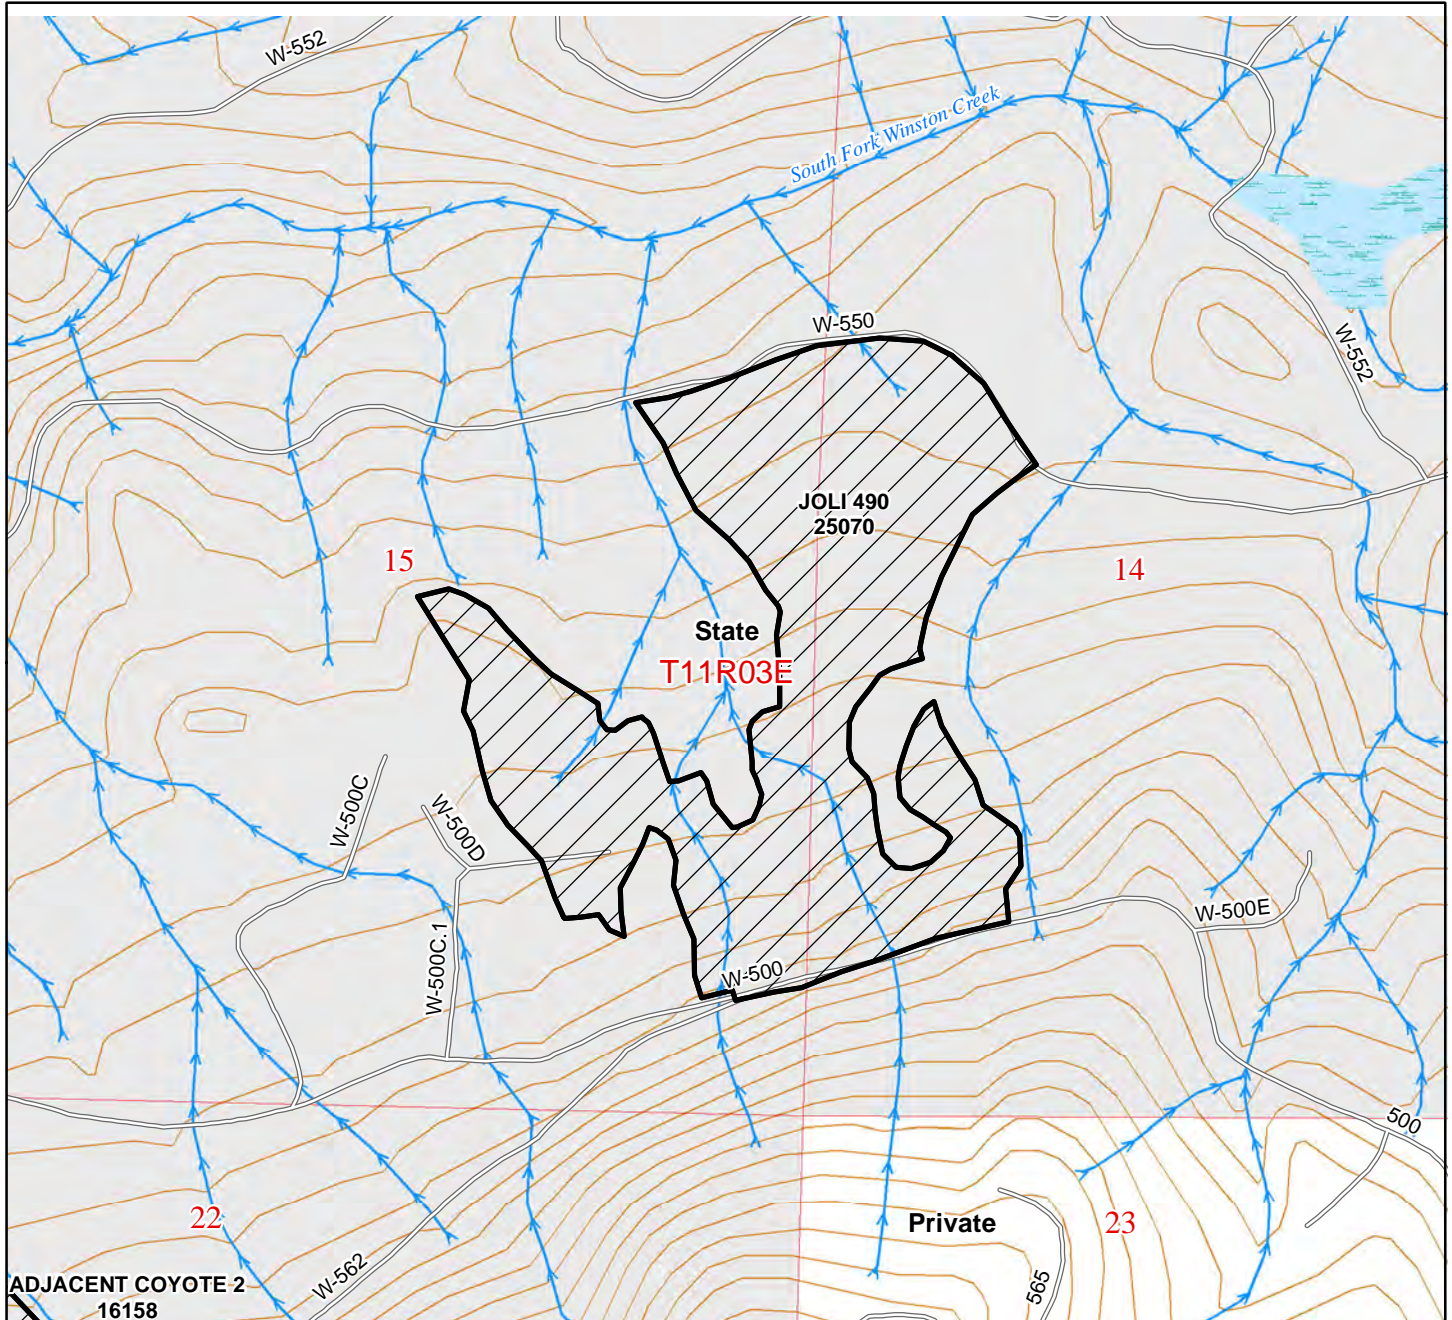 W-552
South Fork Winston Creek
W-550
W-552
JOLI 490
25070
15
14
State
T11R03E
W-500C
W-500D
W-500E
W-500C.1
W-500
500
22
Private
23
W-562
565
ADJACENT COYOTE 2
16158